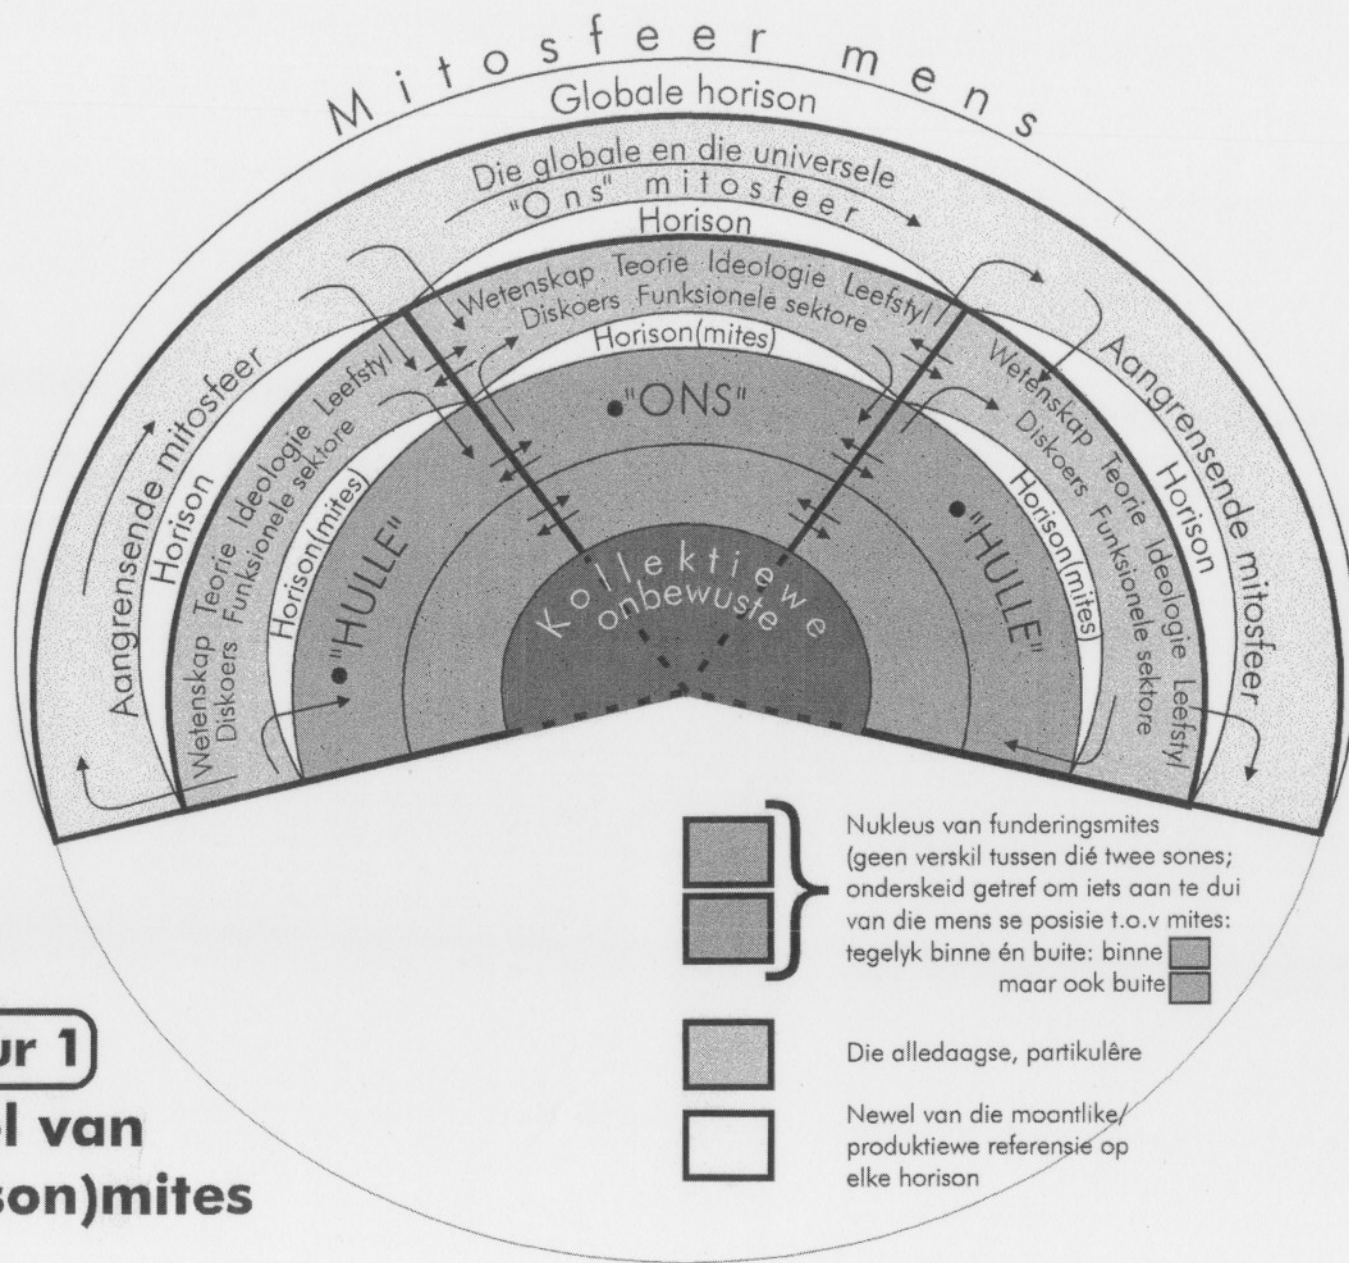 Mitosfeer mens
Globale horison
Die globale en die universele
"Ons" mitosfeer
Horison
Wetenskap Teorie Ideologie Leefstyl
Diskoers Funksionele sektore
Horison(mites)
"ONS"
Aangrensende mitosfeer
Horison
Wetenskap Teorie Ideologie Leefstyl
Diskoers Funksionele sektore
Horison(mites)
"HULLE"
Aangrensende mitosfeer
Horison
Wetenskap Teorie Ideologie Leefstyl
Diskoers Funksionele sektore
Horison(mites)
"HULLE"
Kollektiewe
onbewuste
Nukleus van funderingsmites
(geen verskil tussen dié twee sones;
onderskeid getref om iets aan te dui
van die mens se posisie t.o.v mites:
tegelyk binne én buite: binne
maar ook buite
Die alledaagse, partikulêre
Newel van die moontlike/
produktiewe referensie op
elke horison
ur 1
l van
son)mites